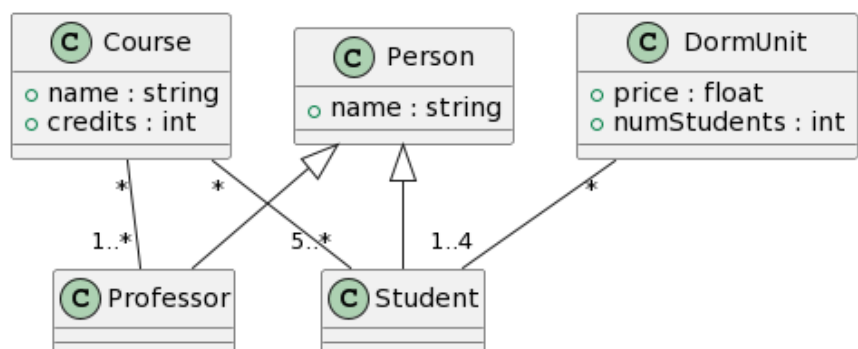 C Course
name : string
credits : int
C Person
name : string
C DormUnit
price : float
numStudents : int
*
*
*
1..*
5..*
1..4
C Professor
C Student